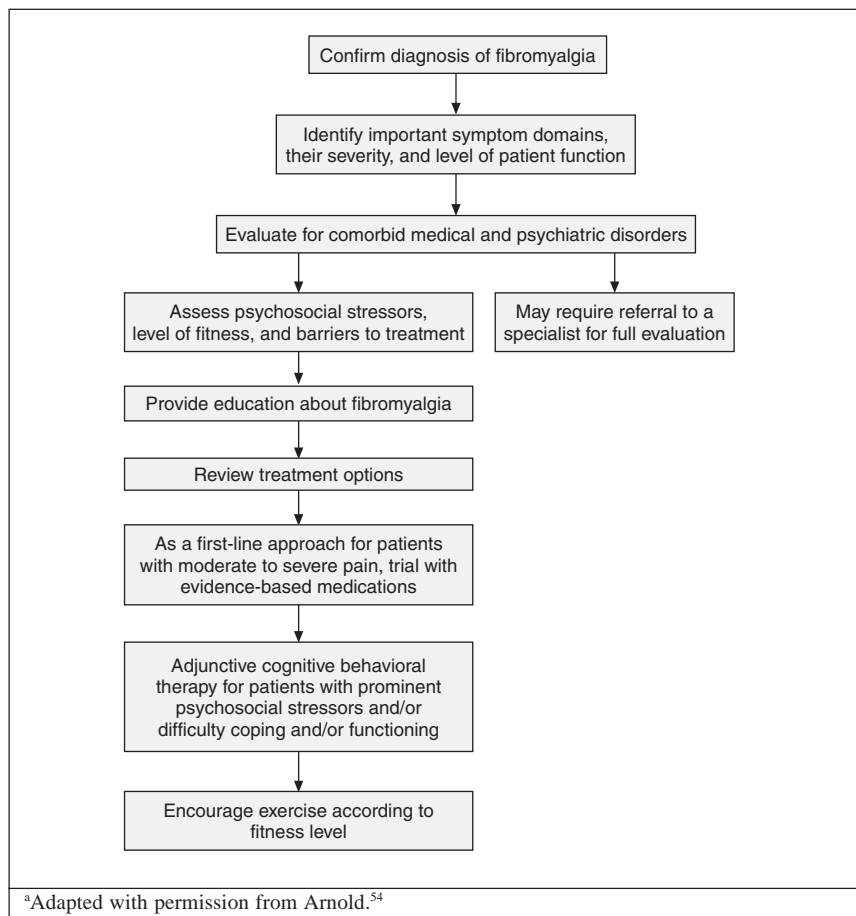 Confirm diagnosis of fibromyalgia
Identify important symptom domains,
their severity, and level of patient function
Evaluate for comorbid medical and psychiatric disorders
Assess psychosocial stressors,
level of fitness, and barriers to treatment
May require referral to a
specialist for full evaluation
Provide education about fibromyalgia
Review treatment options
As a first-line approach for patients
with moderate to severe pain, trial with
evidence-based medications
Adjunctive cognitive behavioral
therapy for patients with prominent
psychosocial stressors and/or
difficulty coping and/or functioning
Encourage exercise according to
fitness level
aAdapted with permission from Arnold.54